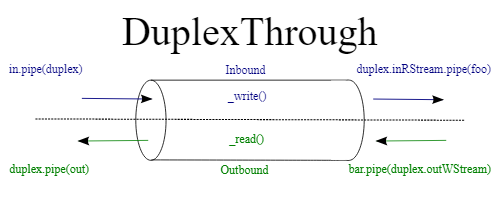 DuplexThrough
in.pipe(duplex)
Inbound
duplex.inRStream.pipe(foo)
_write()
_read()
duplex.pipe(out)
Outbound
bar.pipe(duplex.outWStream)